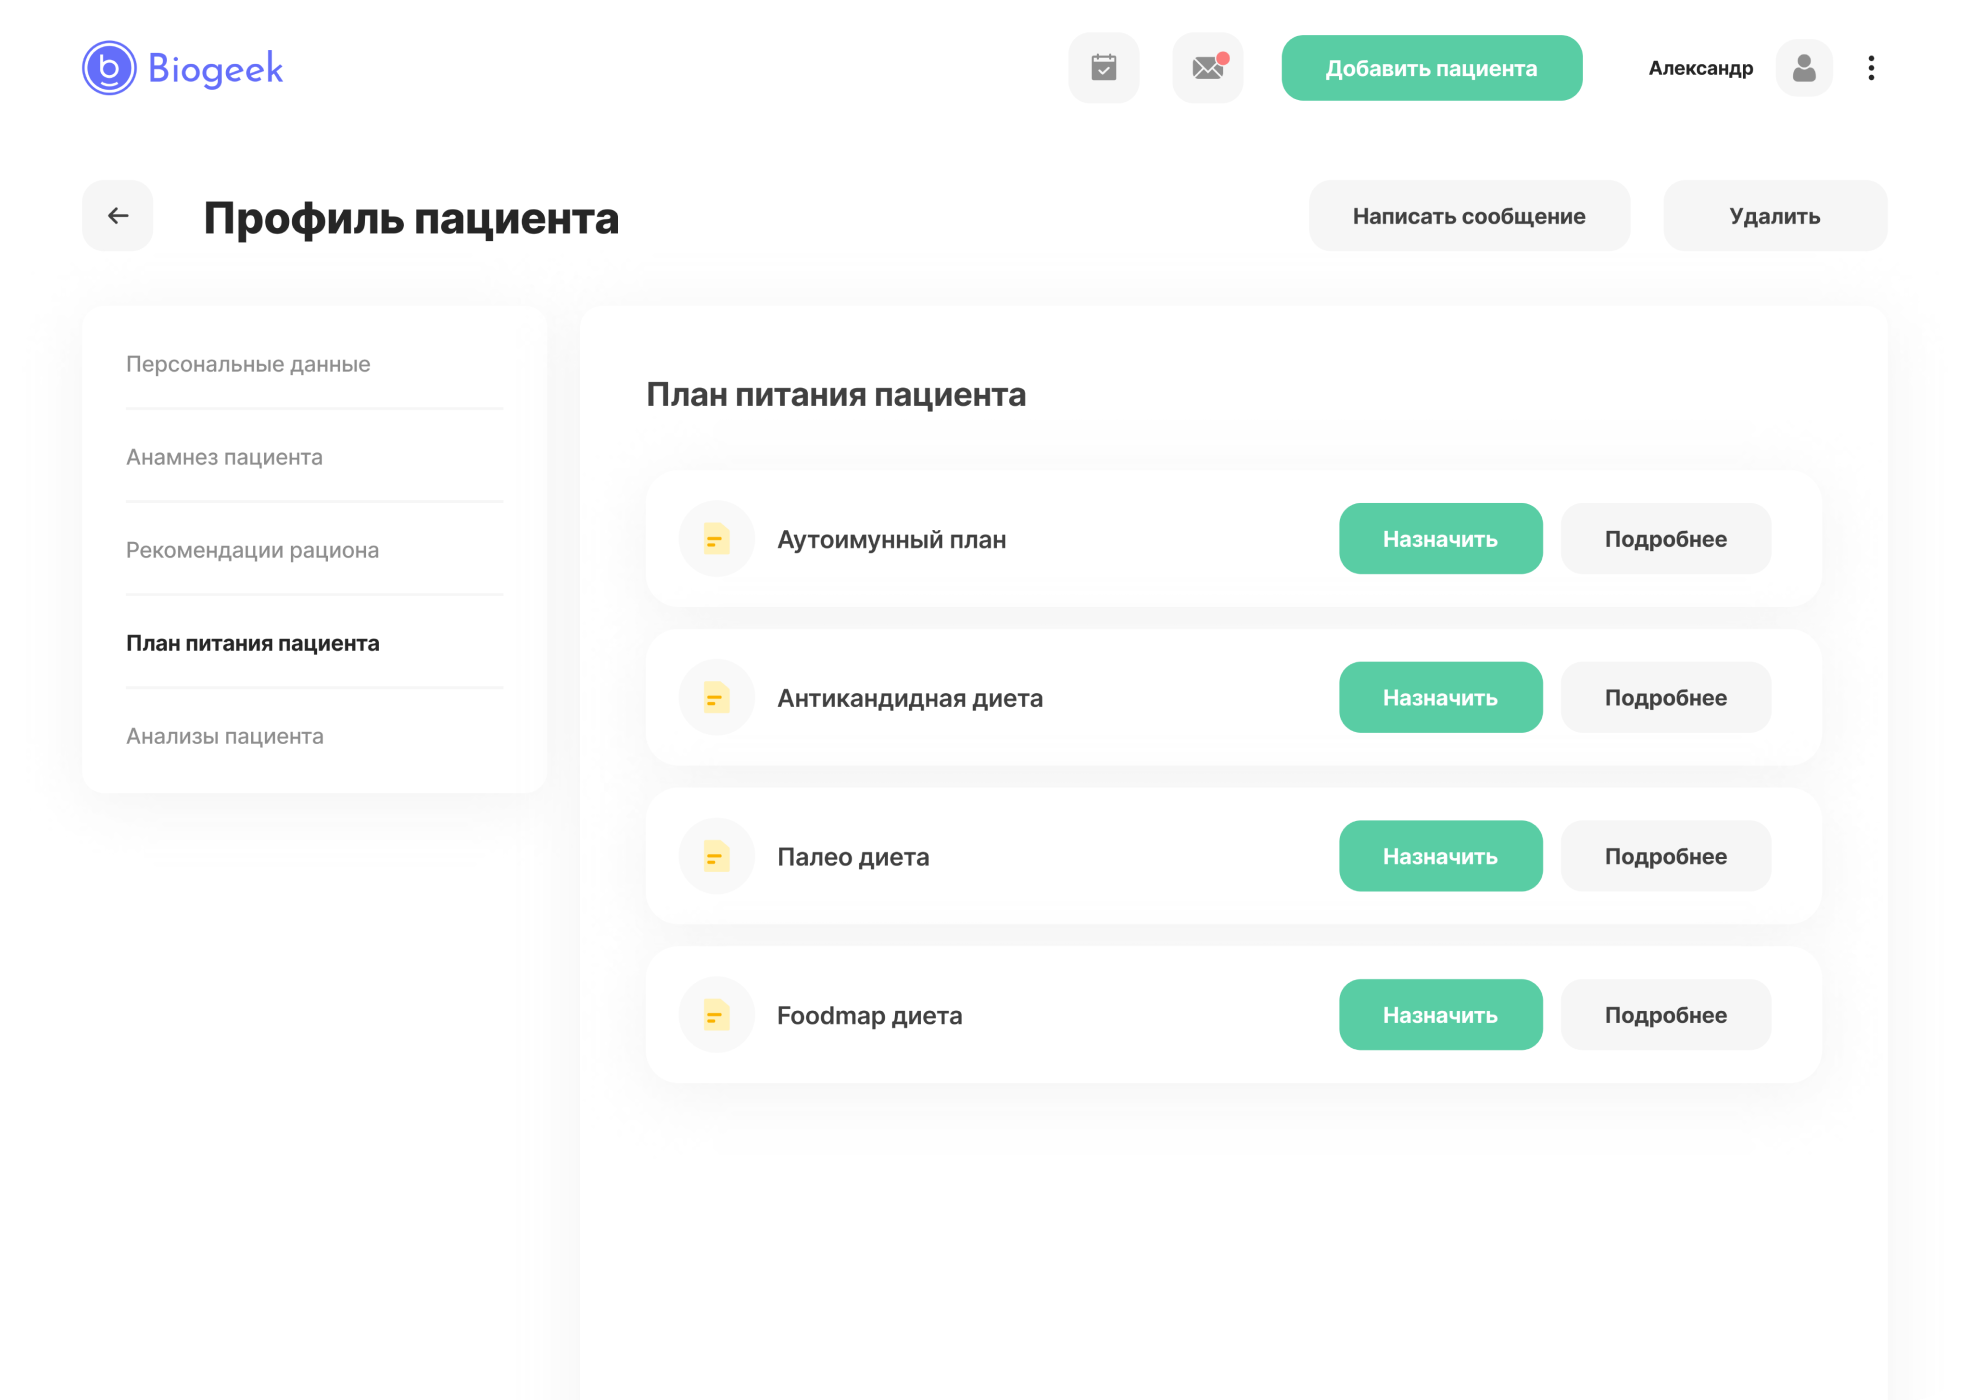 b Biogeek
Добавить пациента
Александр
Профиль пациента
Написать сообщение
Удалить
Персональные данные
Анамнез пациента
Рекомендации рациона
План питания пациента
Анализы пациента
План питания пациента
Аутоимунный план
Назначить
Подробнее
Антикандидная диета
Назначить
Подробнее
Палео диета
Назначить
Подробнее
Foodmap диета
Назначить
Подробнее